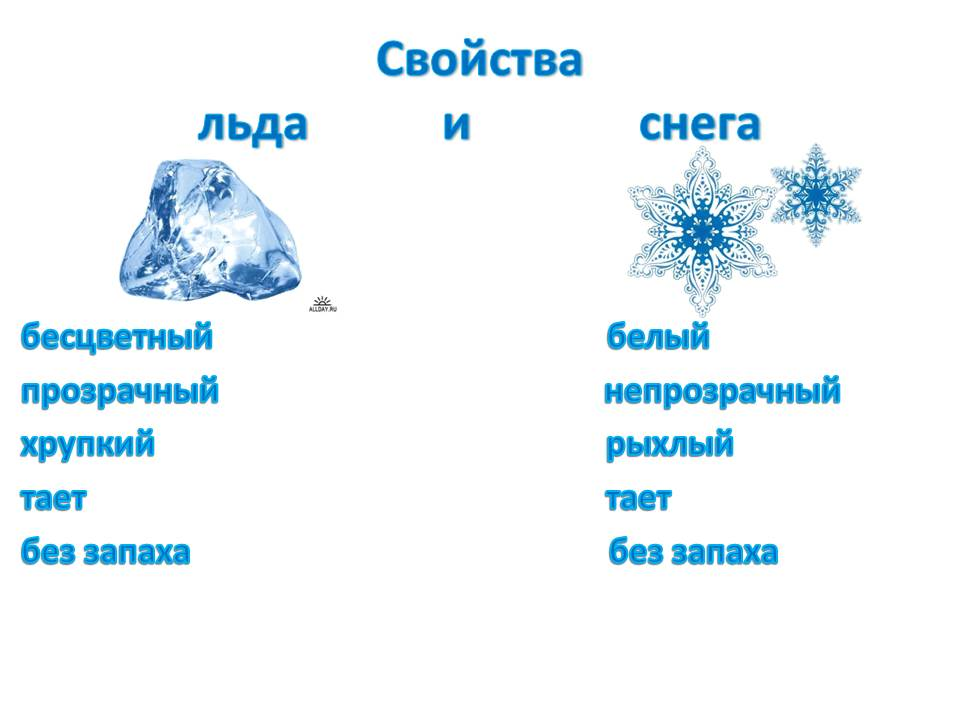 Свойства
льда и снега
ALLDAY.RU
бесцветный белый
прозрачный непрозрачный
хрупкий рыхлый
тает тает
без запаха без запаха